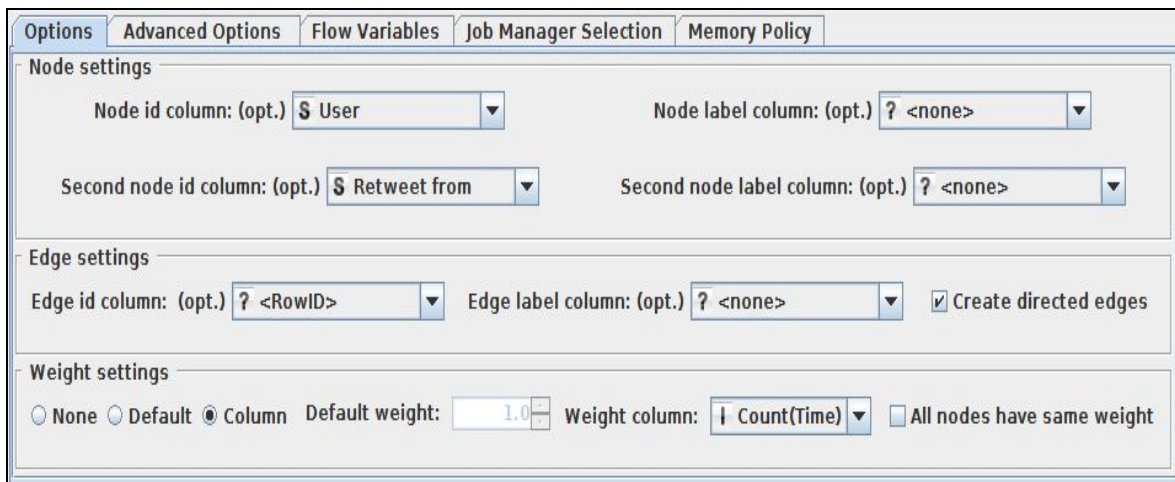 Options Advanced Options Flow Variables Job Manager Selection Memory Policy
Node settings
Node id column: (opt.) S User Node label column: (opt.) ? <none>
Second node id column: (opt.) S Retweet from Second node label column: (opt.) ? <none>
Edge settings
Edge id column: (opt.) ? <RowID> Edge label column: (opt.) ? <none> Create directed edges
Weight settings
None Default Column Default weight: 1.0 Weight column: I Count(Time) All nodes have same weight